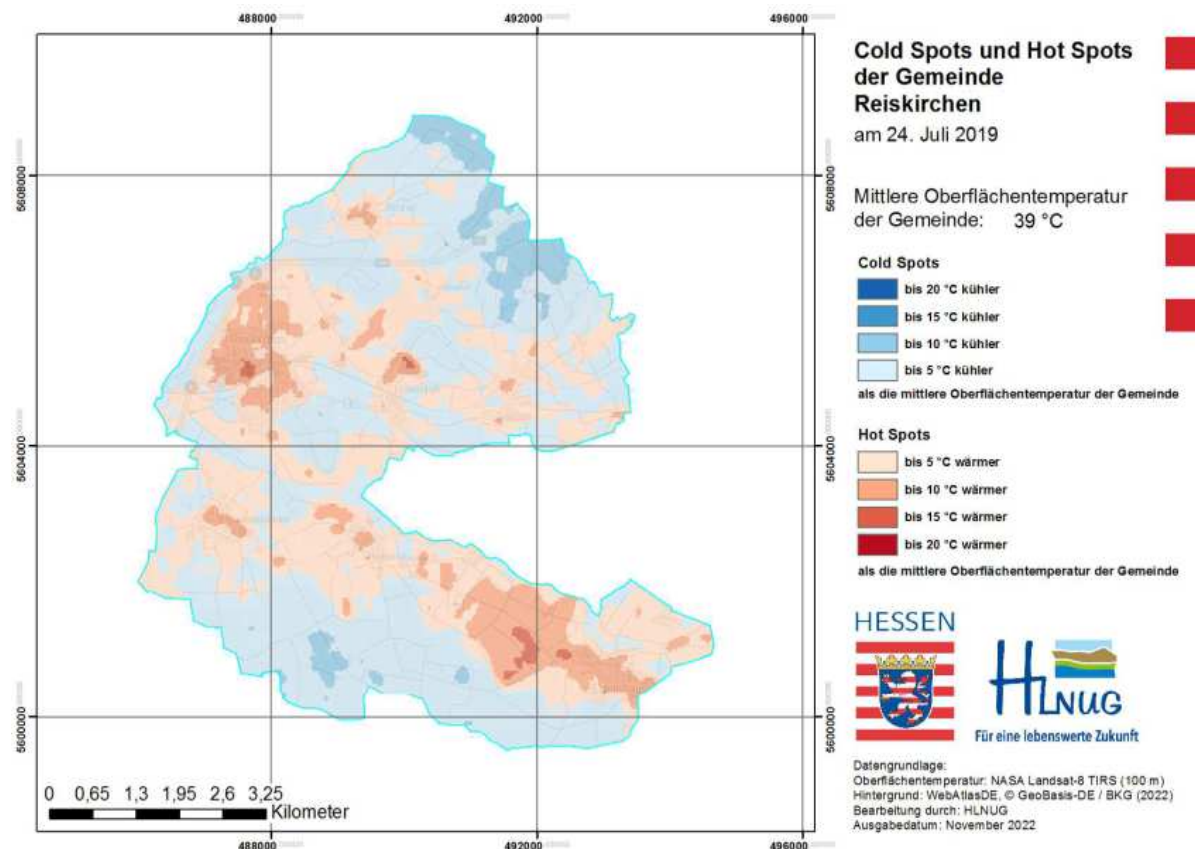 488000
492000
496000
5608000
5604000
5600000
5608000
5604000
5600000
488000
492000
496000
0 0,65 1,3 1,95 2,6 3,25
Kilometer
Cold Spots und Hot Spots
der Gemeinde
Reiskirchen
am 24. Juli 2019
Mittlere Oberflächentemperatur
der Gemeinde: 39 °C
Cold Spots
bis 20 °C kühler
bis 15 °C kühler
bis 10 °C kühler
bis 5 °C kühler
als die mittlere Oberflächentemperatur der Gemeinde
Hot Spots
bis 5 °C wärmer
bis 10 °C wärmer
bis 15 °C wärmer
bis 20 °C wärmer
als die mittlere Oberflächentemperatur der Gemeinde
HESSEN
HLNUG
Für eine lebenswerte Zukunft
Datengrundlage:
Oberflächentemperatur: NASA Landsat-8 TIRS (100 m)
Hintergrund: WebAtlasDE, © GeoBasis-DE / BKG (2022)
Bearbeitung durch: HLNUG
Ausgabedatum: November 2022